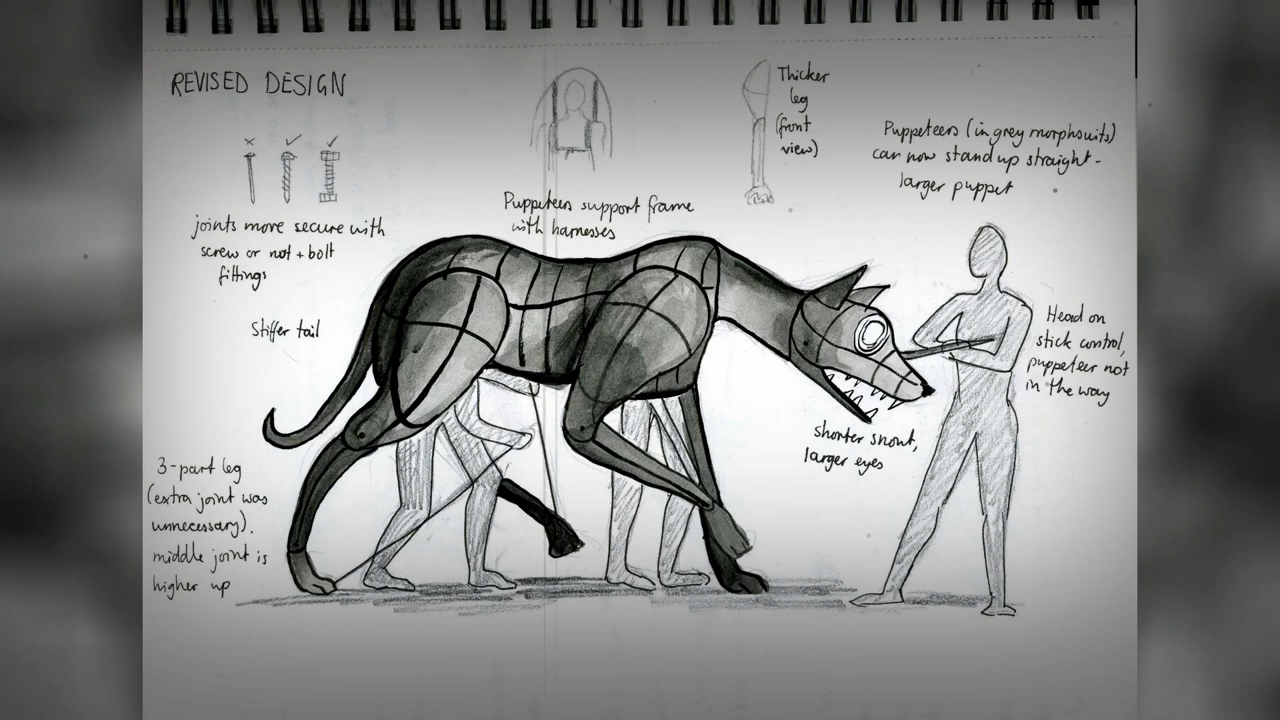 REVISED DESIGN
joints more secure with
screw or not + bolt
fittings
Puppeteers support frame
with harnesses
Thicker
leg
(front
view)
Puppeteers (in grey morphsuits)
can now stand up straight -
larger puppet
Stiffer tail
Head on
stick control,
puppeteer not
in the way
shorter snout,
larger eyes
3-part leg
(extra joint was
unnecessary).
middle joint is
higher up